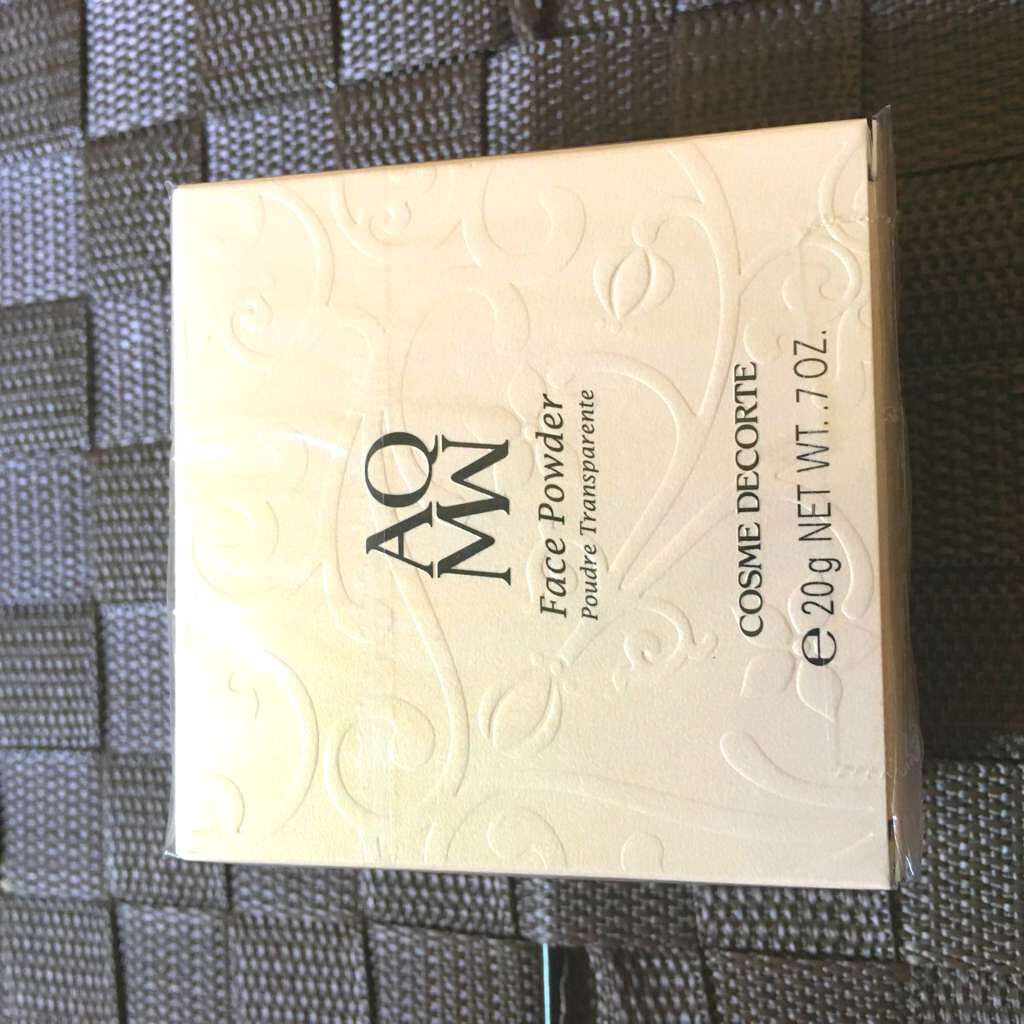 AQ
MW
Face Powder
Poudre Transparente
COSME DECORTE
℮ 20g NET WT. .7 OZ.